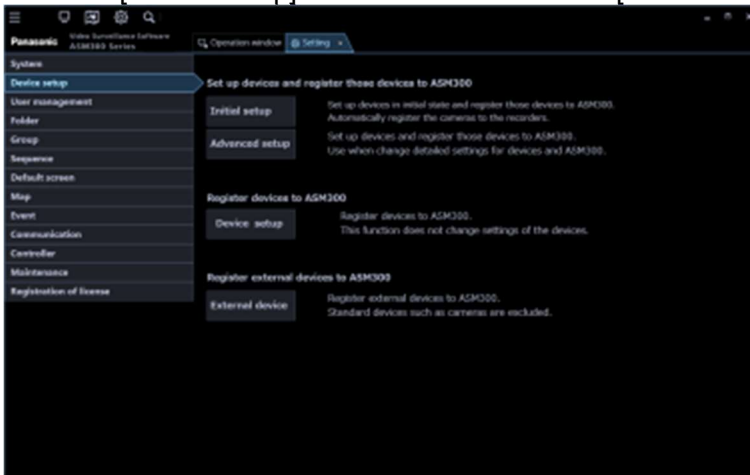 Panasonic Video Surveillance Software
ASM300 Series
Operation window
Setting
System
Device setup
User management
Folder
Group
Sequence
Default screen
Map
Event
Communication
Controller
Maintenance
Registration of license
Set up devices and register those devices to ASM300
Initial setup
Set up devices in initial state and register those devices to ASM300.
Automatically register the cameras to the recorders.
Advanced setup
Set up devices and register those devices to ASM300.
Use when change detailed settings for devices and ASM300.
Register devices to ASM300
Device setup
Register devices to ASM300.
This function does not change settings of the devices.
Register external devices to ASM300
External device
Register external devices to ASM300.
Standard devices such as cameras are excluded.